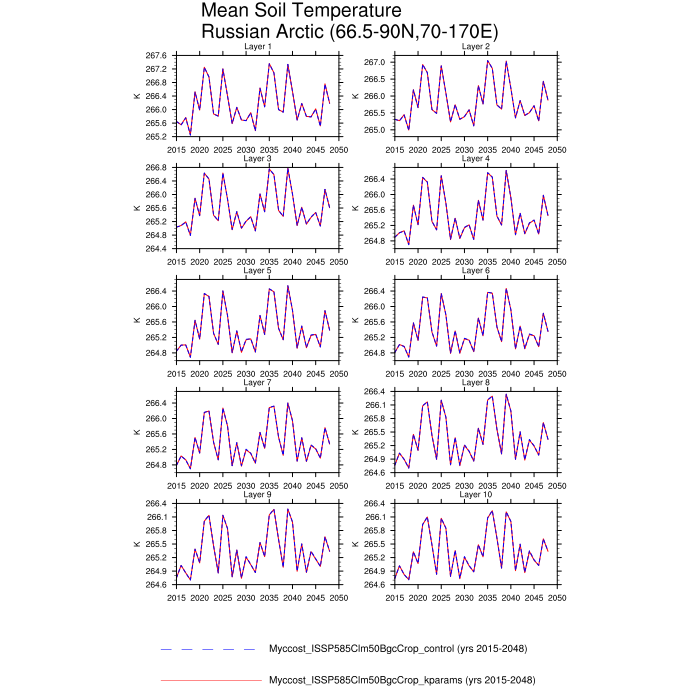 Mean Soil Temperature
Russian Arctic (66.5-90N,70-170E)
Layer 1
267.6
267.2
266.8
266.4
266.0
265.6
265.2
K
2015 2020 2025 2030 2035 2040 2045 2050
Layer 2
267.0
266.5
266.0
265.5
265.0
K
2015 2020 2025 2030 2035 2040 2045 2050
Layer 3
266.8
266.4
266.0
265.6
265.2
264.8
264.4
K
2015 2020 2025 2030 2035 2040 2045 2050
Layer 4
266.4
266.0
265.6
265.2
264.8
K
2015 2020 2025 2030 2035 2040 2045 2050
Layer 5
266.4
266.0
265.6
265.2
264.8
K
2015 2020 2025 2030 2035 2040 2045 2050
Layer 6
266.4
266.0
265.6
265.2
264.8
K
2015 2020 2025 2030 2035 2040 2045 2050
Layer 7
266.4
266.0
265.6
265.2
264.8
K
2015 2020 2025 2030 2035 2040 2045 2050
Layer 8
266.4
266.1
265.8
265.5
265.2
264.9
264.6
K
2015 2020 2025 2030 2035 2040 2045 2050
Layer 9
266.4
266.1
265.8
265.5
265.2
264.9
264.6
K
2015 2020 2025 2030 2035 2040 2045 2050
Layer 10
266.4
266.1
265.8
265.5
265.2
264.9
264.6
K
2015 2020 2025 2030 2035 2040 2045 2050
Myccost_ISSP585Clm50BgcCrop_control (yrs 2015-2048)
Myccost_ISSP585Clm50BgcCrop_kparams (yrs 2015-2048)